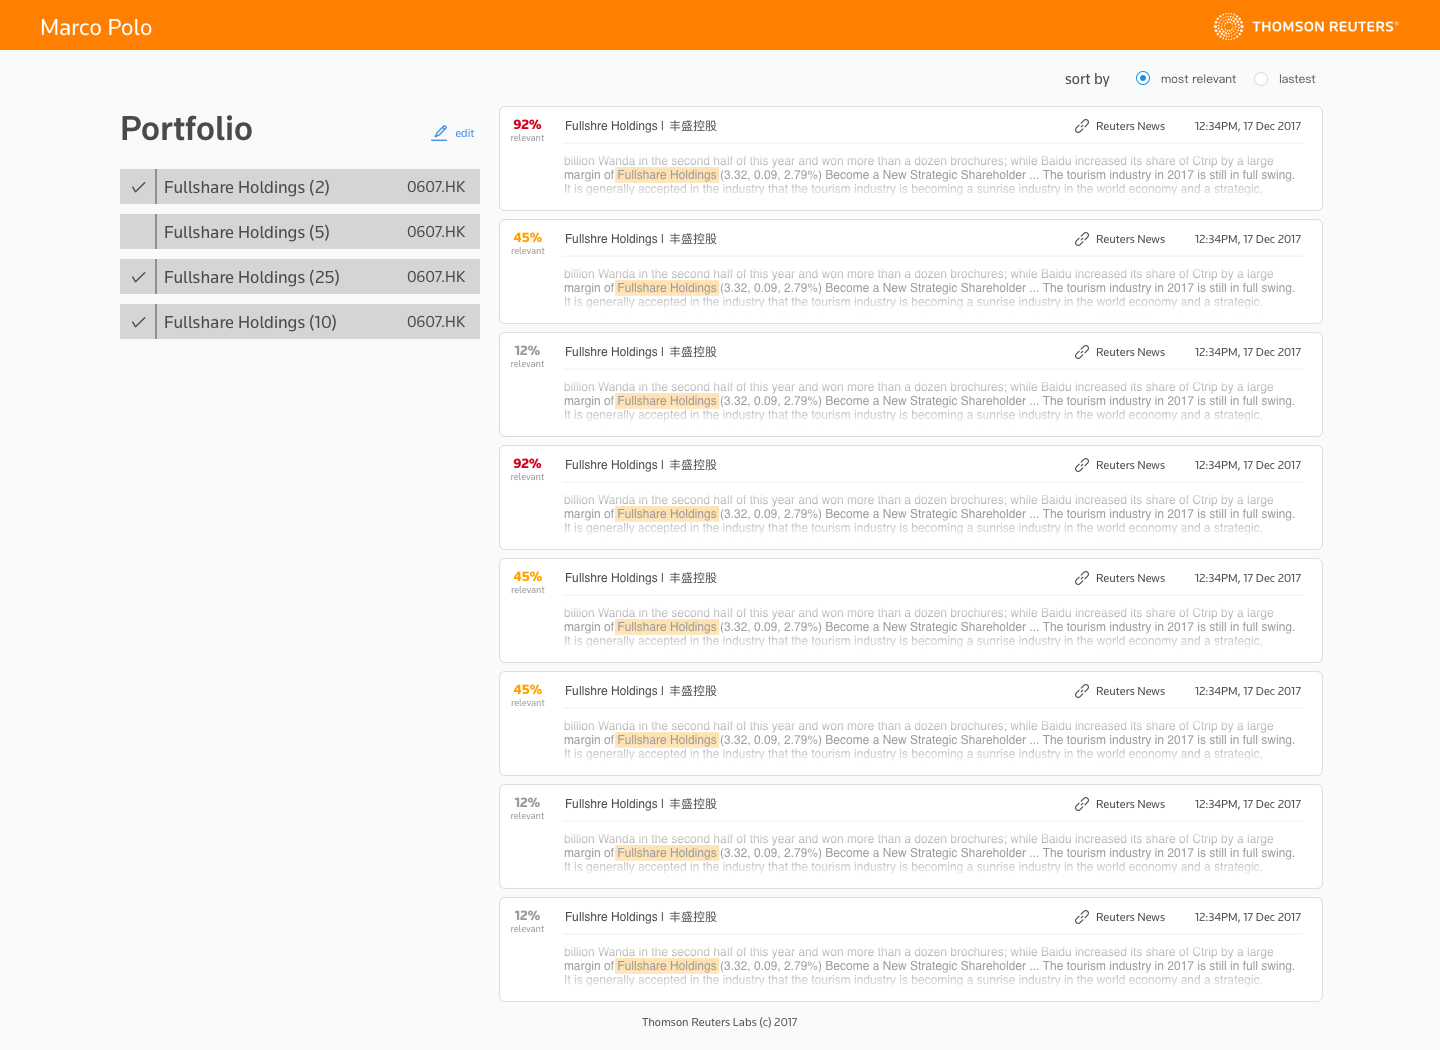 Marco Polo
THOMSON REUTERS®
sort by most relevant lastest
Portfolio
edit
Fullshare Holdings (2) 0607.HK
Fullshare Holdings (5) 0607.HK
Fullshare Holdings (25) 0607.HK
Fullshare Holdings (10) 0607.HK
92% Fullshre Holdings | 丰盛控股 Reuters News 12:34PM, 17 Dec 2017
relevant
billion Wanda in the second half of this year and won more than a dozen brochures; while Baidu increased its share of Ctrip by a large
margin of Fullshare Holdings (3.32, 0.09, 2.79%) Become a New Strategic Shareholder ... The tourism industry in 2017 is still in full swing.
It is generally accepted in the industry that the tourism industry is becoming a sunrise industry in the world economy and a strategic,
45% Fullshre Holdings | 丰盛控股 Reuters News 12:34PM, 17 Dec 2017
relevant
billion Wanda in the second half of this year and won more than a dozen brochures; while Baidu increased its share of Ctrip by a large
margin of Fullshare Holdings (3.32, 0.09, 2.79%) Become a New Strategic Shareholder ... The tourism industry in 2017 is still in full swing.
It is generally accepted in the industry that the tourism industry is becoming a sunrise industry in the world economy and a strategic,
12% Fullshre Holdings | 丰盛控股 Reuters News 12:34PM, 17 Dec 2017
relevant
billion Wanda in the second half of this year and won more than a dozen brochures; while Baidu increased its share of Ctrip by a large
margin of Fullshare Holdings (3.32, 0.09, 2.79%) Become a New Strategic Shareholder ... The tourism industry in 2017 is still in full swing.
It is generally accepted in the industry that the tourism industry is becoming a sunrise industry in the world economy and a strategic,
92% Fullshre Holdings | 丰盛控股 Reuters News 12:34PM, 17 Dec 2017
relevant
billion Wanda in the second half of this year and won more than a dozen brochures; while Baidu increased its share of Ctrip by a large
margin of Fullshare Holdings (3.32, 0.09, 2.79%) Become a New Strategic Shareholder ... The tourism industry in 2017 is still in full swing.
It is generally accepted in the industry that the tourism industry is becoming a sunrise industry in the world economy and a strategic,
45% Fullshre Holdings | 丰盛控股 Reuters News 12:34PM, 17 Dec 2017
relevant
billion Wanda in the second half of this year and won more than a dozen brochures; while Baidu increased its share of Ctrip by a large
margin of Fullshare Holdings (3.32, 0.09, 2.79%) Become a New Strategic Shareholder ... The tourism industry in 2017 is still in full swing.
It is generally accepted in the industry that the tourism industry is becoming a sunrise industry in the world economy and a strategic,
45% Fullshre Holdings | 丰盛控股 Reuters News 12:34PM, 17 Dec 2017
relevant
billion Wanda in the second half of this year and won more than a dozen brochures; while Baidu increased its share of Ctrip by a large
margin of Fullshare Holdings (3.32, 0.09, 2.79%) Become a New Strategic Shareholder ... The tourism industry in 2017 is still in full swing.
It is generally accepted in the industry that the tourism industry is becoming a sunrise industry in the world economy and a strategic,
12% Fullshre Holdings | 丰盛控股 Reuters News 12:34PM, 17 Dec 2017
relevant
billion Wanda in the second half of this year and won more than a dozen brochures; while Baidu increased its share of Ctrip by a large
margin of Fullshare Holdings (3.32, 0.09, 2.79%) Become a New Strategic Shareholder ... The tourism industry in 2017 is still in full swing.
It is generally accepted in the industry that the tourism industry is becoming a sunrise industry in the world economy and a strategic,
12% Fullshre Holdings | 丰盛控股 Reuters News 12:34PM, 17 Dec 2017
relevant
billion Wanda in the second half of this year and won more than a dozen brochures; while Baidu increased its share of Ctrip by a large
margin of Fullshare Holdings (3.32, 0.09, 2.79%) Become a New Strategic Shareholder ... The tourism industry in 2017 is still in full swing.
It is generally accepted in the industry that the tourism industry is becoming a sunrise industry in the world economy and a strategic,
Thomson Reuters Labs (c) 2017